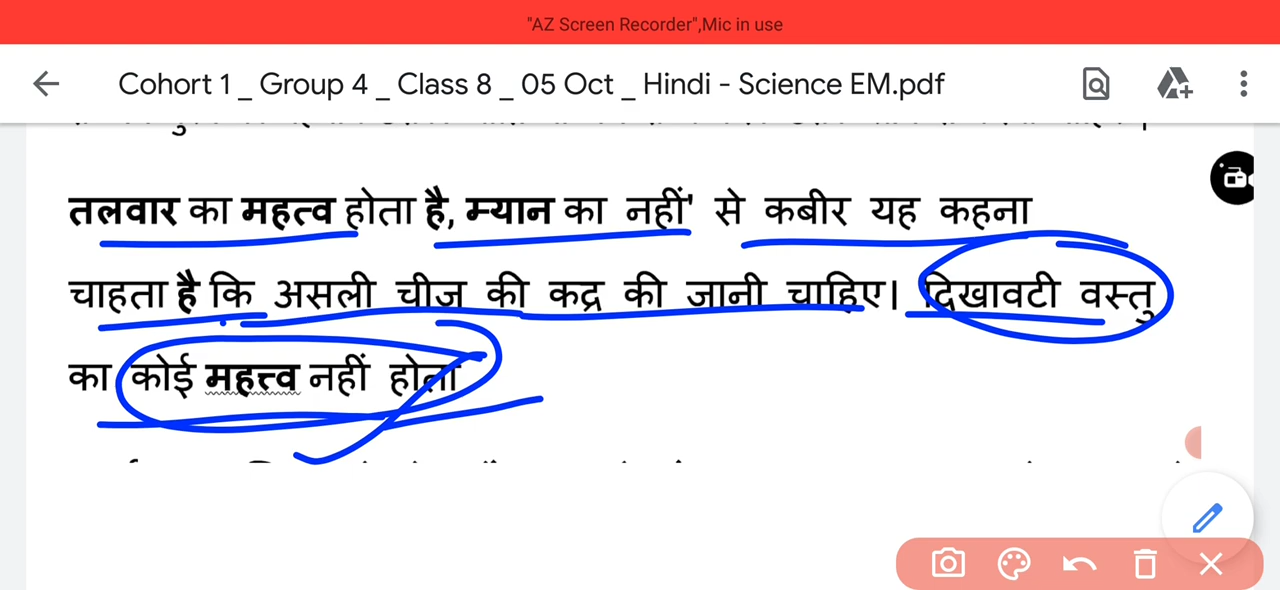 "AZ Screen Recorder",Mic in use
Cohort 1 _ Group 4 _ Class 8 _ 05 Oct _ Hindi - Science EM.pdf
तलवार का महत्व होता है, म्यान का नहीं' से कबीर यह कहना
चाहता है कि असली चीज की कद्र की जानी चाहिए। दिखावटी वस्तु
का कोई महत्त्व नहीं होता